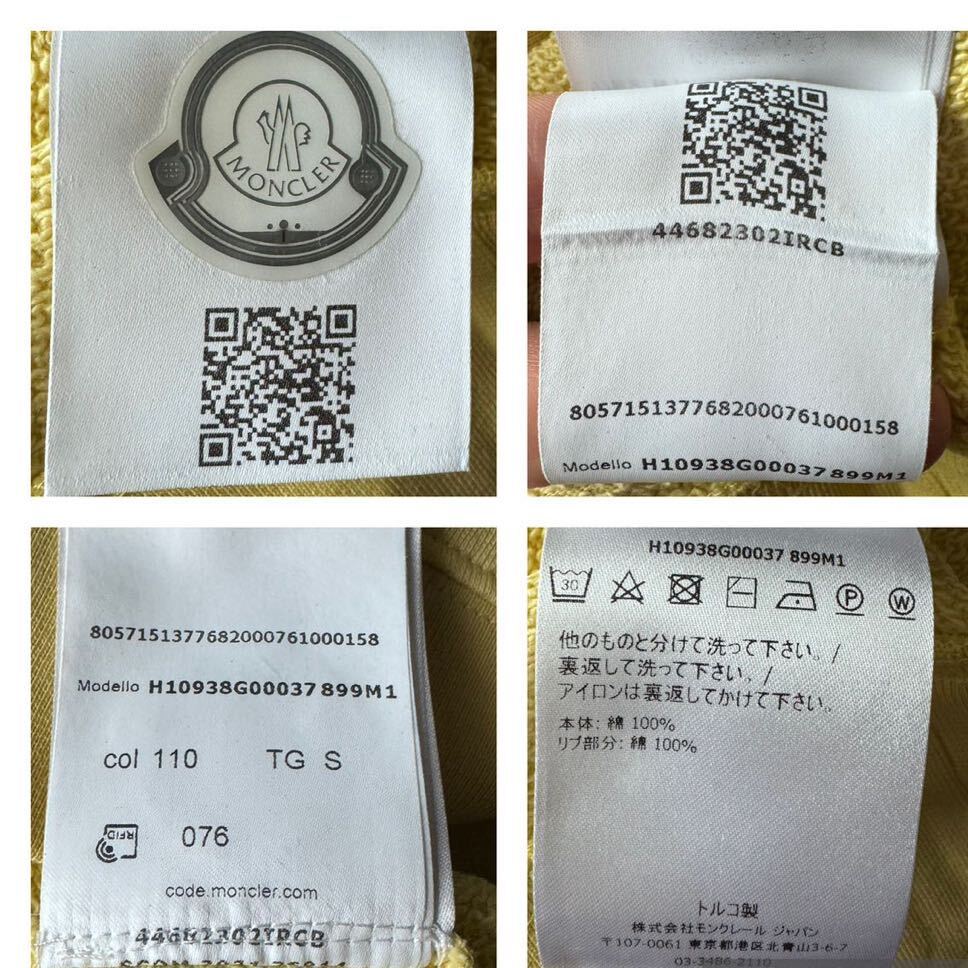 MONCLER
44682302IRCB
8057151377682000761000158
Modello H10938G00037 899M1
8057151377682000761000158
Modello H10938G00037 899M1
col 110 TG S
RFID
076
code.moncler.com
44682302IRCB
H10938G00037 899M1
30
P
W
他のものと分けて洗って下さい。/
裏返して洗って下さい。/
アイロンは裏返してかけて下さい。
本体: 綿 100%
リブ部分: 綿 100%
トルコ製
株式会社モンクレール ジャパン
〒107-0061 東京都港区北青山3-6-7
03-3486-2110